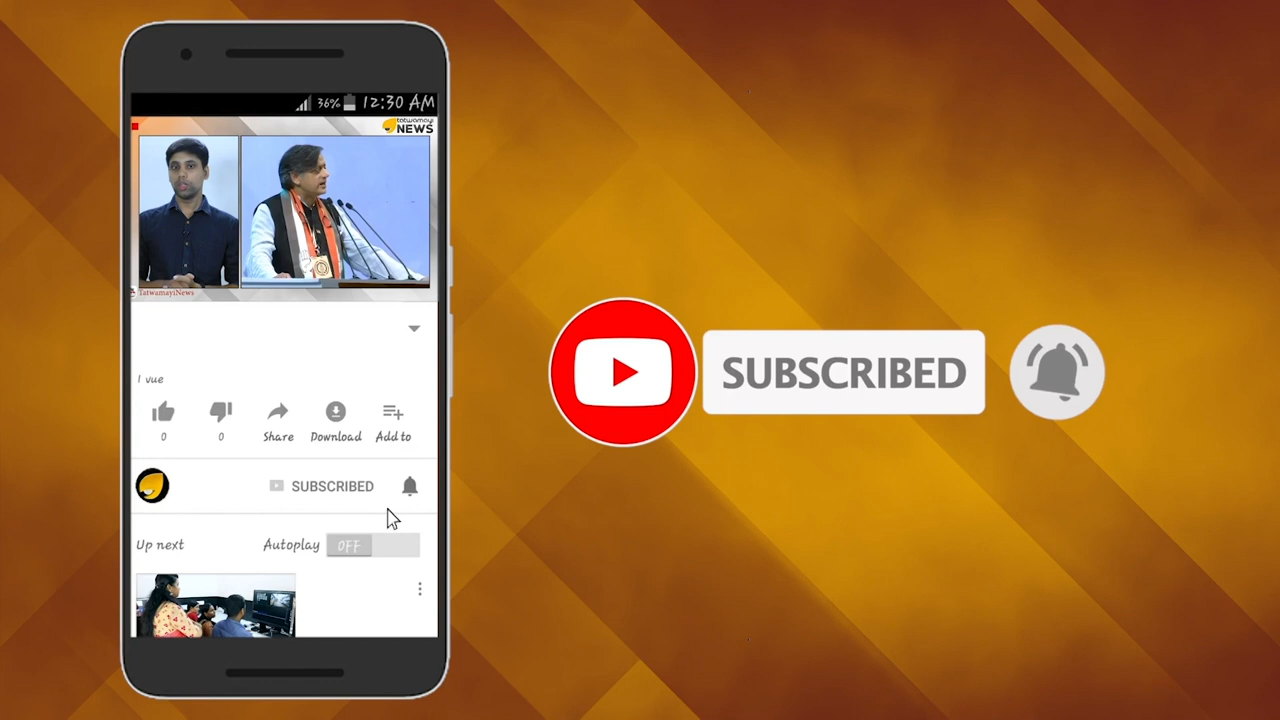 36% 12:30 AM
tatwamayi
NEWS
TatwamayiNews
1 vue
0 0 Share Download Add to
SUBSCRIBED
Up next Autoplay OFF
SUBSCRIBED